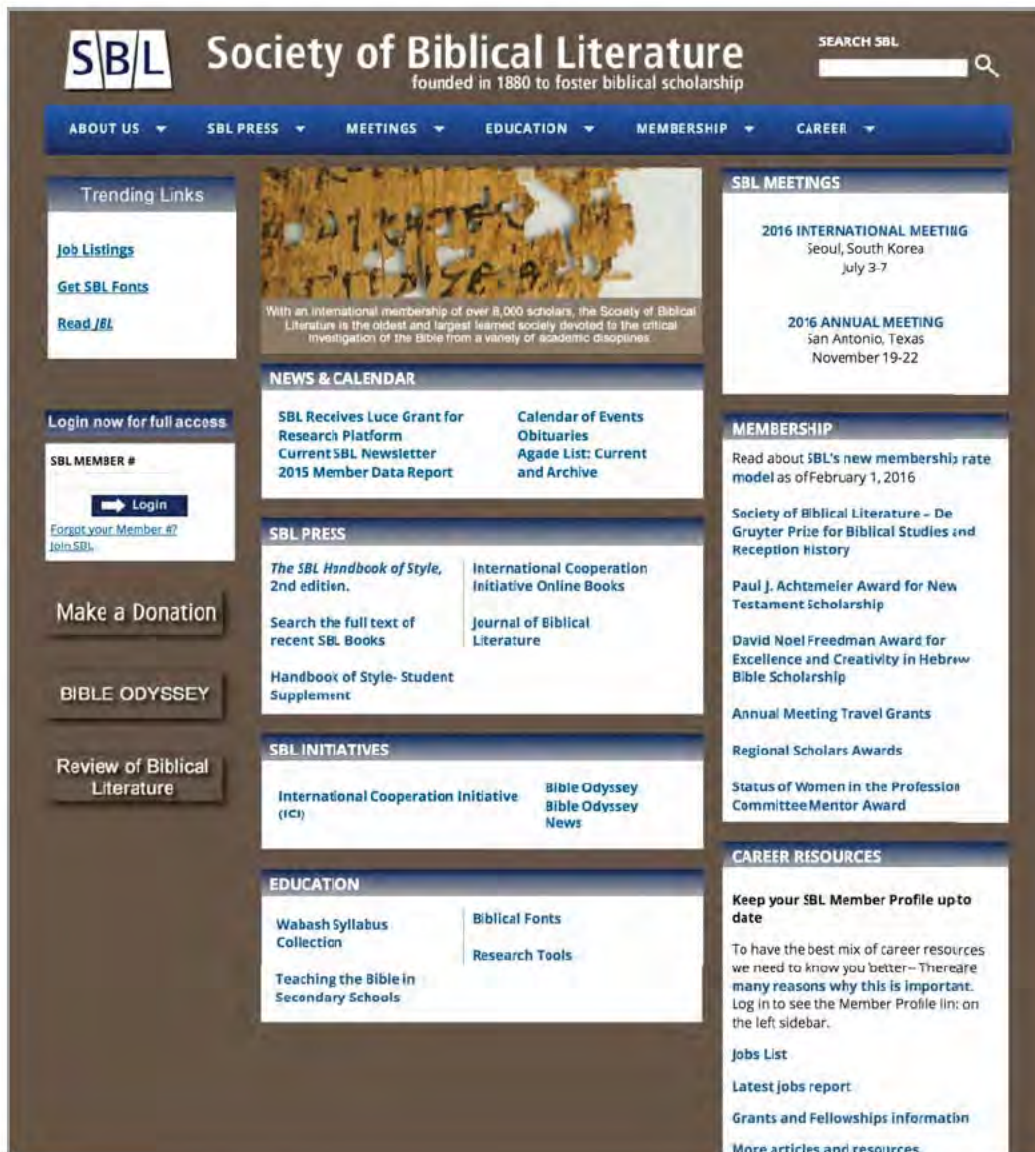 SBL
Society of Biblical Literature
founded in 1880 to foster biblical scholarship
SEARCH SBL
ABOUT US
SBL PRESS
MEETINGS
EDUCATION
MEMBERSHIP
CAREER
Trending Links
Job Listings
Get SBL Fonts
Read JBL
Login now for full access
SBL MEMBER #
Login
Forgot your Member #?
Join SBL
Make a Donation
BIBLE ODYSSEY
Review of Biblical
Literature
With an international membership of over 8,000 scholars, the Society of Biblical
Literature is the oldest and largest learned society devoted to the critical
investigation of the Bible from a variety of academic disciplines
NEWS & CALENDAR
SBL Receives Luce Grant for
Research Platform
Current SBL Newsletter
2015 Member Data Report
Calendar of Events
Obituaries
Agade List: Current
and Archive
SBL PRESS
The SBL Handbook of Style,
2nd edition.
Search the full text of
recent SBL Books
Handbook of Style- Student
Supplement
International Cooperation
Initiative Online Books
Journal of Biblical
Literature
SBL INITIATIVES
International Cooperation Initiative
(ICI)
Bible Odyssey
Bible Odyssey
News
EDUCATION
Wabash Syllabus
Collection
Teaching the Bible in
Secondary Schools
Biblical Fonts
Research Tools
SBL MEETINGS
2016 INTERNATIONAL MEETING
Seoul, South Korea
July 3-7
2016 ANNUAL MEETING
San Antonio, Texas
November 19-22
MEMBERSHIP
Read about SBL's new membership rate
model as of February 1, 2016
Society of Biblical Literature – De
Gruyter Prize for Biblical Studies and
Reception History
Paul J. Achtemeier Award for New
Testament Scholarship
David Noel Freedman Award for
Excellence and Creativity in Hebrew
Bible Scholarship
Annual Meeting Travel Grants
Regional Scholars Awards
Status of Women in the Profession
Committee Mentor Award
CAREER RESOURCES
Keep your SBL Member Profile up to
date
To have the best mix of career resources
we need to know you better-- There are
many reasons why this is important.
Log in to see the Member Profile link on
the left sidebar.
Jobs List
Latest jobs report
Grants and Fellowships information
More articles and resources